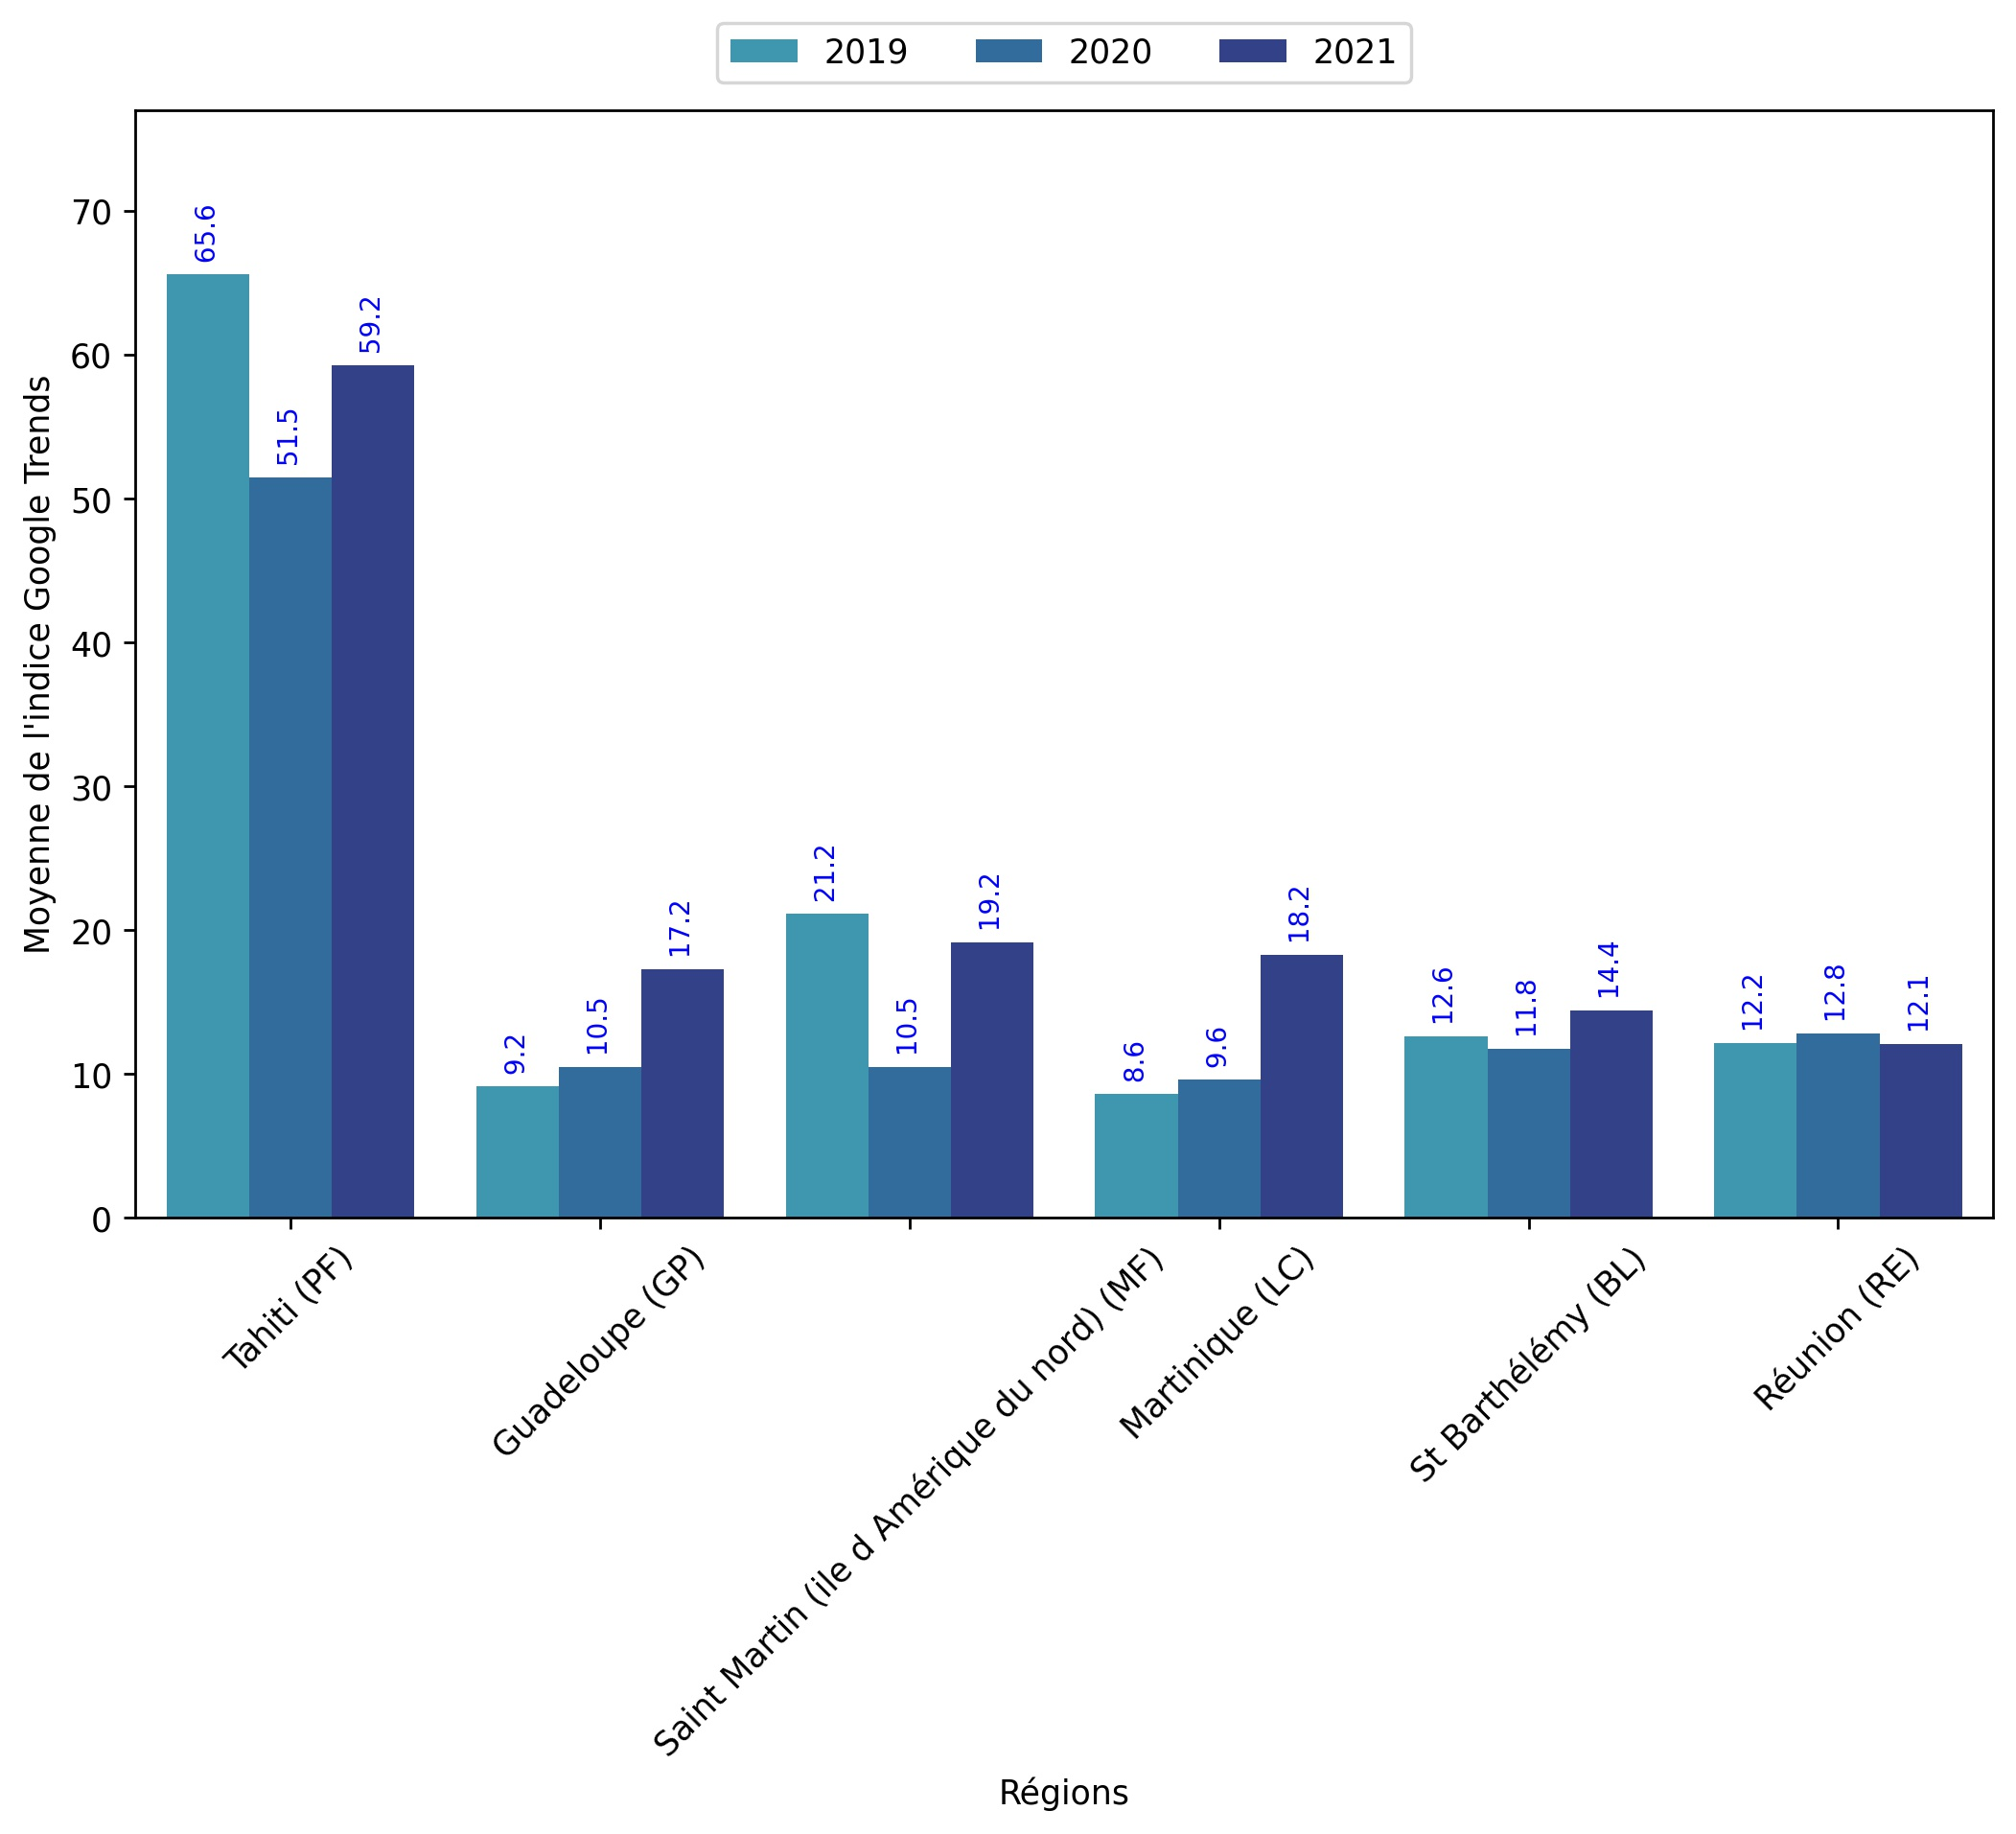 2019 2020 2021
Moyenne de l'indice Google Trends
70
60
50
40
30
20
10
0
65.6
51.5
59.2
9.2
10.5
17.2
21.2
10.5
19.2
8.6
9.6
18.2
12.6
11.8
14.4
12.2
12.8
12.1
Tahiti (PF)
Guadeloupe (GP)
Saint Martin (ile d Amérique du nord) (MF)
Martinique (LC)
St Barthélémy (BL)
Réunion (RE)
Régions